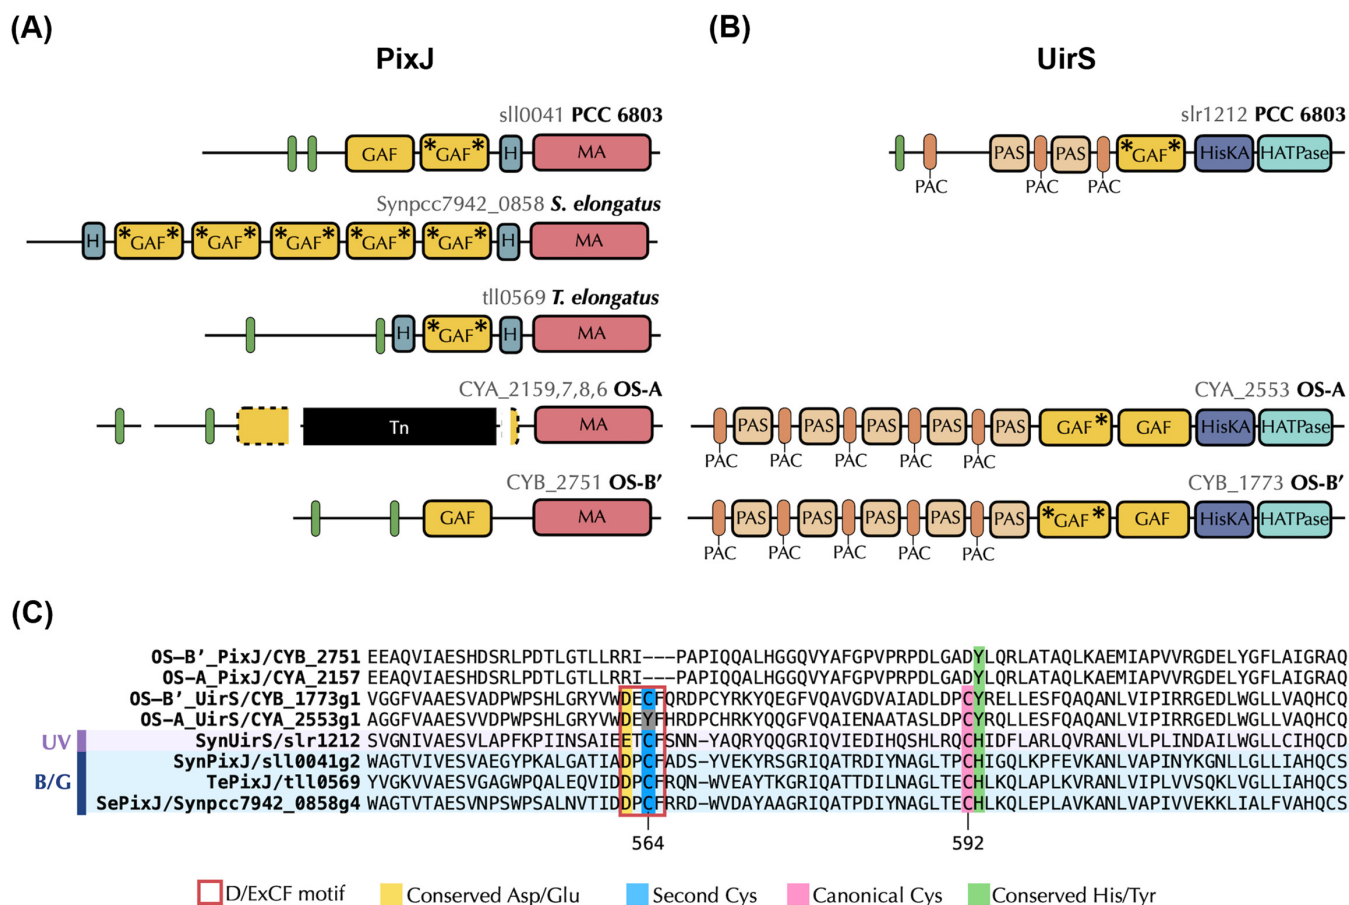 (A)
PixJ
sll0041 PCC 6803
GAF *GAF* H MA
Synpcc7942_0858 S. elongatus
H *GAF* *GAF* *GAF* *GAF* *GAF* H MA
tll0569 T. elongatus
H *GAF* H MA
CYA_2159,7,8,6 OS-A
Tn MA
CYB_2751 OS-B’
GAF MA
(B)
UirS
slr1212 PCC 6803
PAS PAS *GAF* HisKA HATPase
PAC PAC PAC
CYA_2553 OS-A
PAS PAS PAS PAS PAS GAF* GAF HisKA HATPase
PAC PAC PAC PAC PAC
CYB_1773 OS-B’
PAS PAS PAS PAS PAS *GAF* GAF HisKA HATPase
PAC PAC PAC PAC PAC
(C)
OS–B’_PixJ/CYB_2751 EEAQVIAESHDSRLPDTLGTLLRRI---PAPIQQALHGGQVYAFGPVPRPDLGADYLQRLATAQLKAEMIAPVVRGDELYGFLAIGRAQ
OS-A_PixJ/CYA_2157 EEAQVIAESHDSRLPDTLGTLLRRI---PAPIQQALHGGQVYAFGPVPRPDLGADYLQRLATAQLKAEMIAPVVRGDELYGFLAIGRAQ
OS-B’_UirS/CYB_1773g1 VGGFVAAESVADPWPSHLGRYVWDECFQRDPCYRKYQEGFVQAVGDVAIADLDPCYRELLESFQAQANLVIPIRRGEDLWGLLVAQHCQ
OS-A_UirS/CYA_2553g1 AGGFVAAESVADPWPSHLGRYVWDEYFHRDPCHRKYQQGFVQAIENAATASLDPCYRQLLESFQAQANLVIPIRRGEDLWGLLVAQHCQ
UV
SynUirS/slr1212 SVGNIVAESVLAPFKPIINSAIEETCFSNN-YAQRYQQGRIQVIEDIHQSHLRQCHIDFLARLQVRANLVLPLINDAILWGLLCIHQCD
B/G
SynPixJ/sll0041g2 WAGTVIVESVAEGYPKALGATIADPCFADS-YVEKYRSGRIQATRDIYNAGLTPCHIGQLKPFEVKANLVAPINYKGNLLGLLIAHQCS
TePixJ/tll0569 YVGKVVAESVGAGWPQALEQVIDDPCFRQN-WVEAYTKGRIQATTDILNAGLTECHLKQLAPLKVRANLVIPLVVSQKLVGLLIAHQCS
SePixJ/Synpcc7942_0858g4 WAGTVTAESVNPSWPSALNVTIDDPCFRRD-WVDAYAAGRIQATPDIYNAGLTDCHLKQLEPLAVKANLVAPIVVEKKLIALFVAHQCS
564 592
D/ExCF motif
Conserved Asp/Glu
Second Cys
Canonical Cys
Conserved His/Tyr